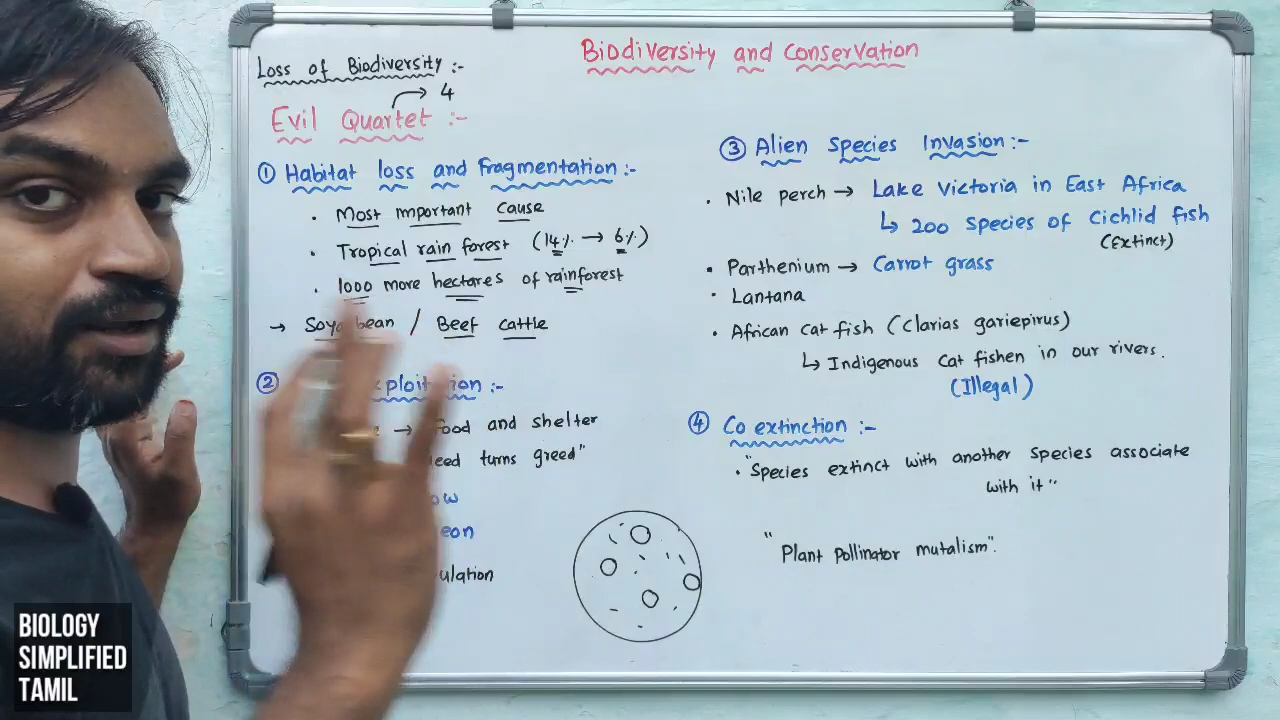 Biodiversity and Conservation
Loss of Biodiversity :-
4
Evil Quartet :-
① Habitat loss and fragmentation :-
. Most important cause
. Tropical rain forest (14% → 6%)
. 1000 more hectares of rainforest
→ Soya bean / Beef cattle
② exploitation :-
→ food and shelter
turns greed"
③ Alien Species Invasion :-
. Nile perch → Lake Victoria in East Africa
↳ 200 species of Cichlid fish
(Extinct)
. Parthenium → Carrot grass
. Lantana
. African cat fish (Clarias gariepirus)
↳ Indigenous cat fishen in our rivers.
(Illegal)
④ Co extinction :-
. "Species extinct with another species associate
with it"
"Plant pollinator mutalism".
BIOLOGY
SIMPLIFIED
TAMIL